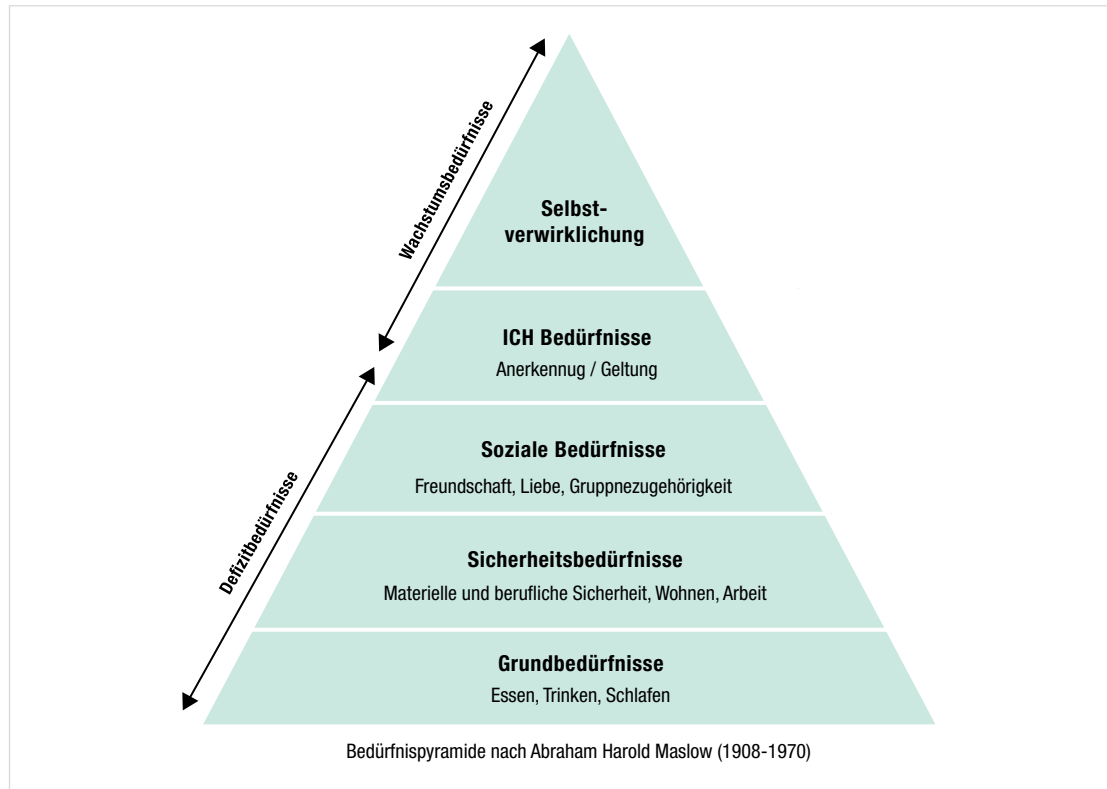 Wachstumsbedürfnisse
Selbst-
verwirklichung
ICH Bedürfnisse
Anerkennug / Geltung
Defizitbedürfnisse
Soziale Bedürfnisse
Freundschaft, Liebe, Gruppnezugehörigkeit
Sicherheitsbedürfnisse
Materielle und berufliche Sicherheit, Wohnen, Arbeit
Grundbedürfnisse
Essen, Trinken, Schlafen
Bedürfnispyramide nach Abraham Harold Maslow (1908-1970)